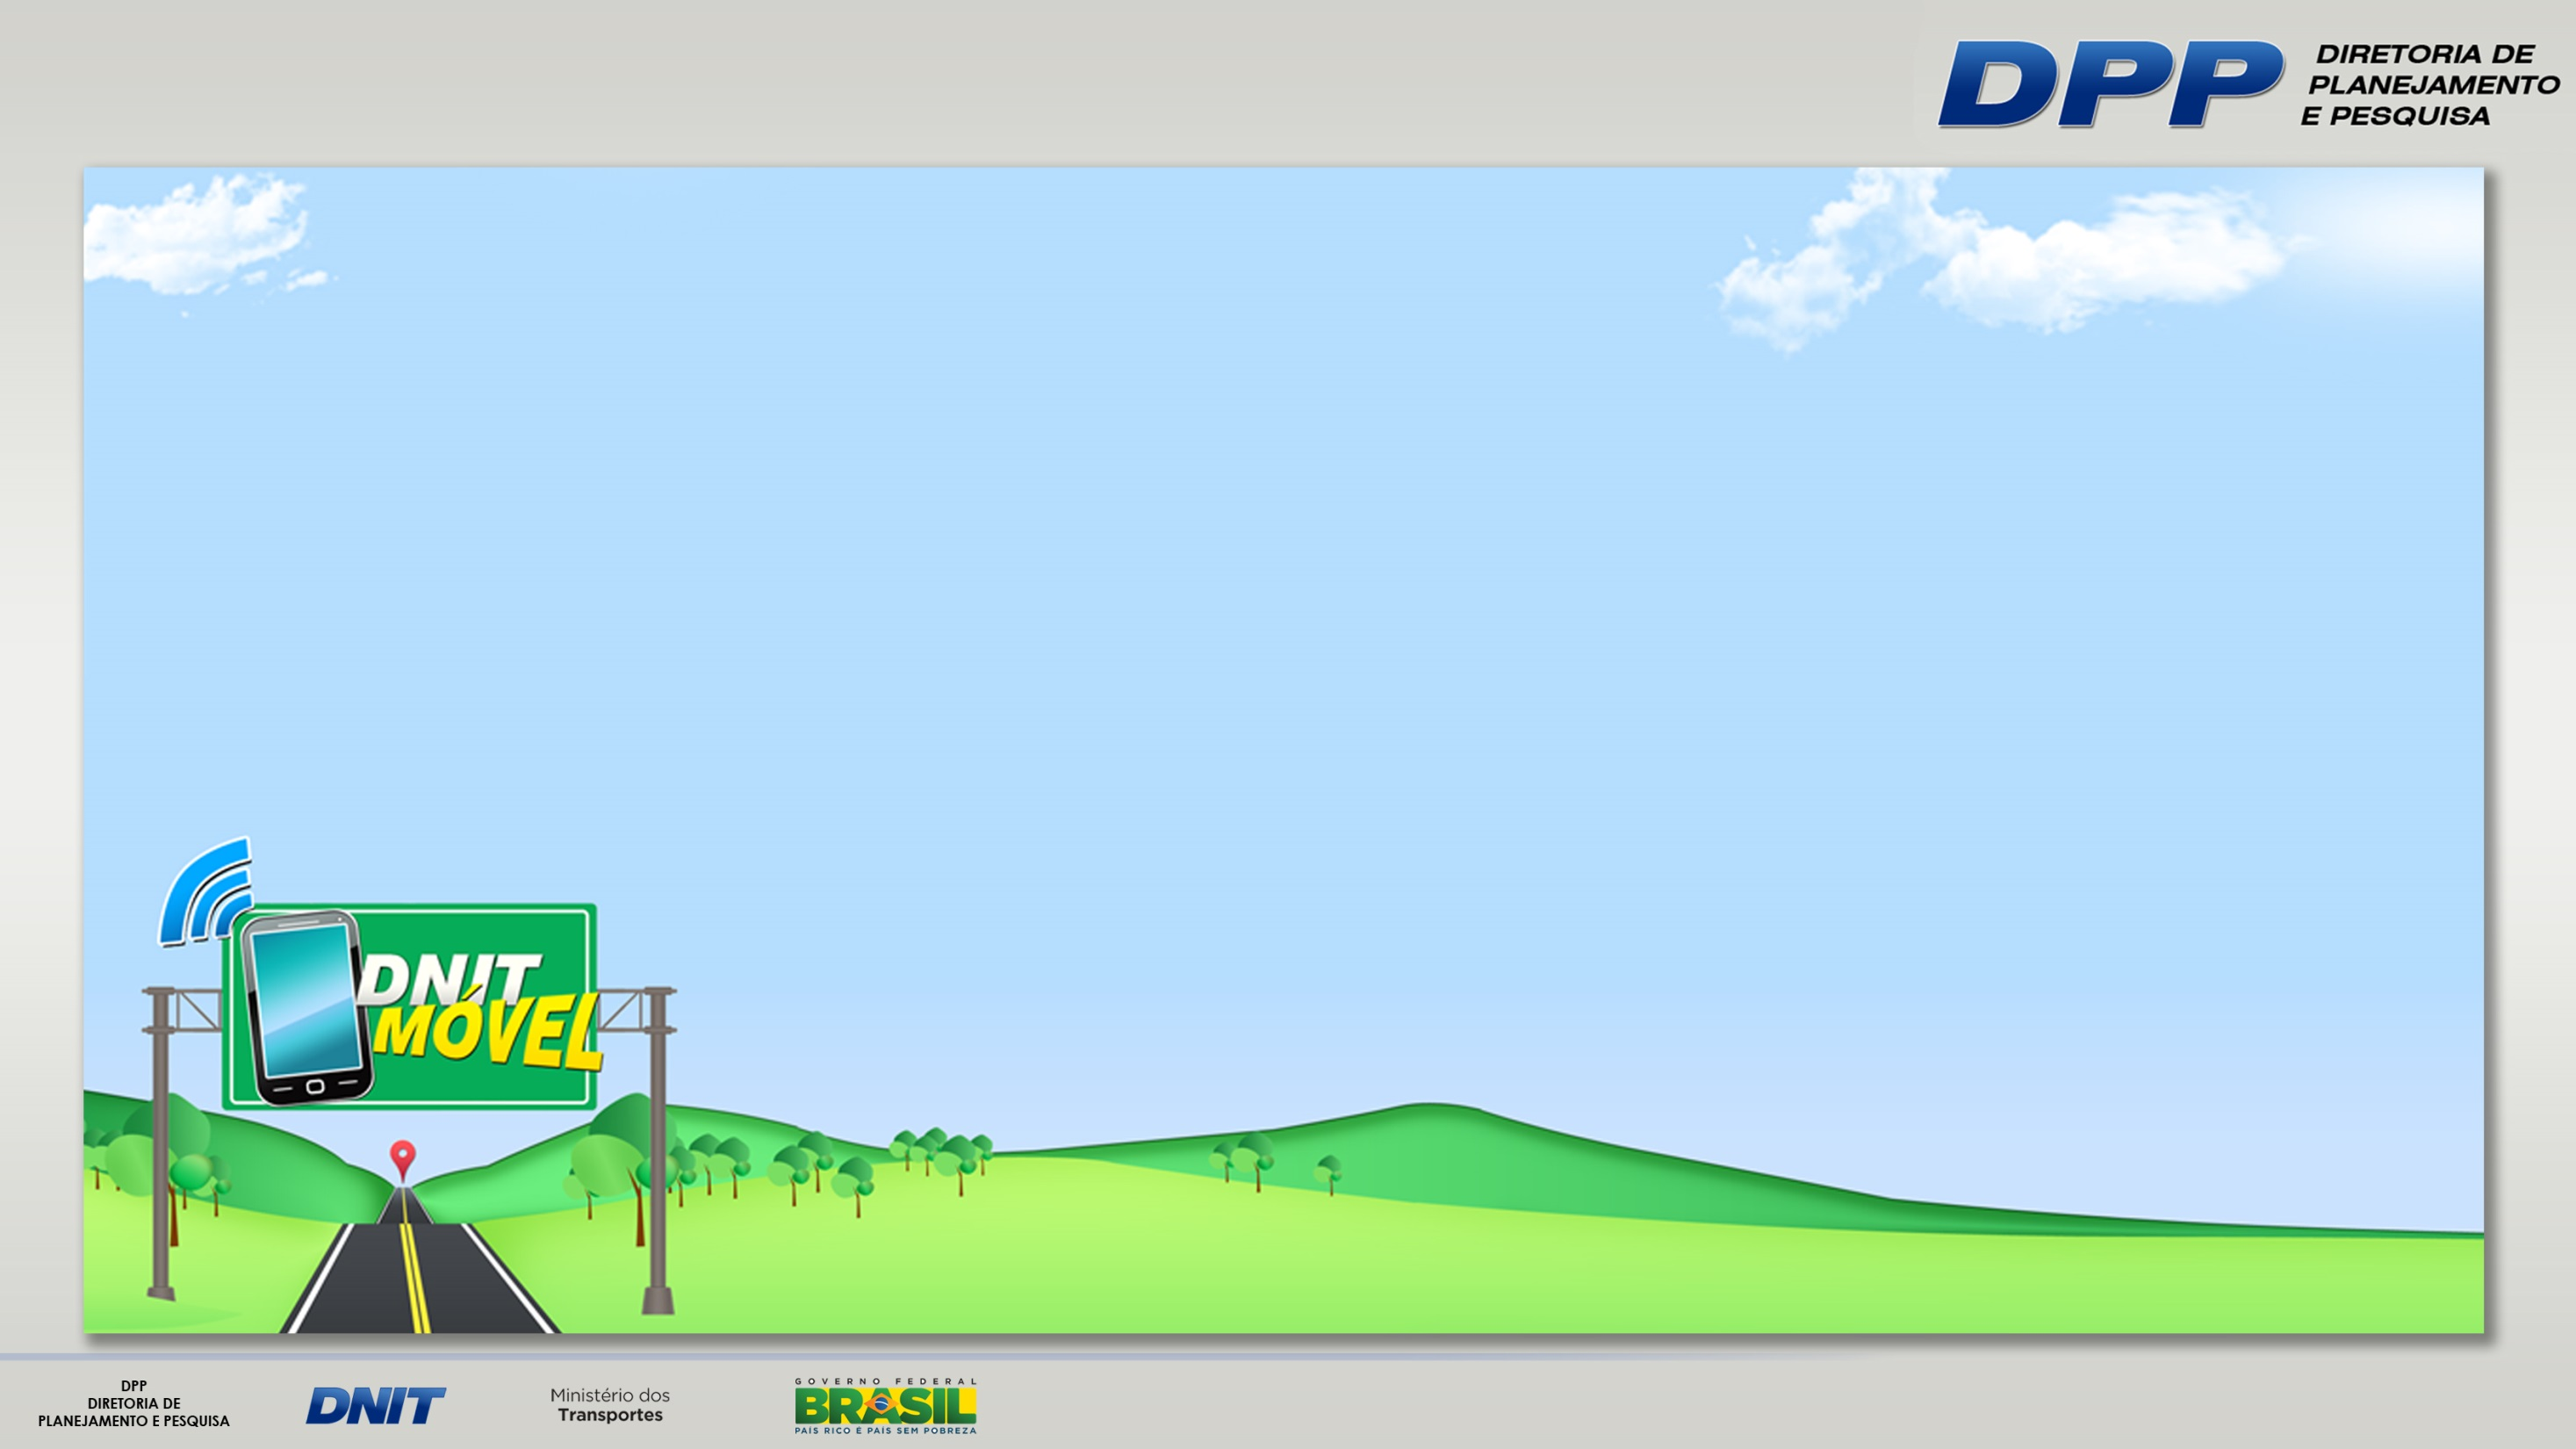 DPP
DIRETORIA DE
PLANEJAMENTO
E PESQUISA
DNIT
MÓVEL
DPP
DIRETORIA DE
PLANEJAMENTO E PESQUISA
DNIT
Ministério dos
Transportes
GOVERNO FEDERAL
BRASIL
PAÍS RICO É PAÍS SEM POBREZA